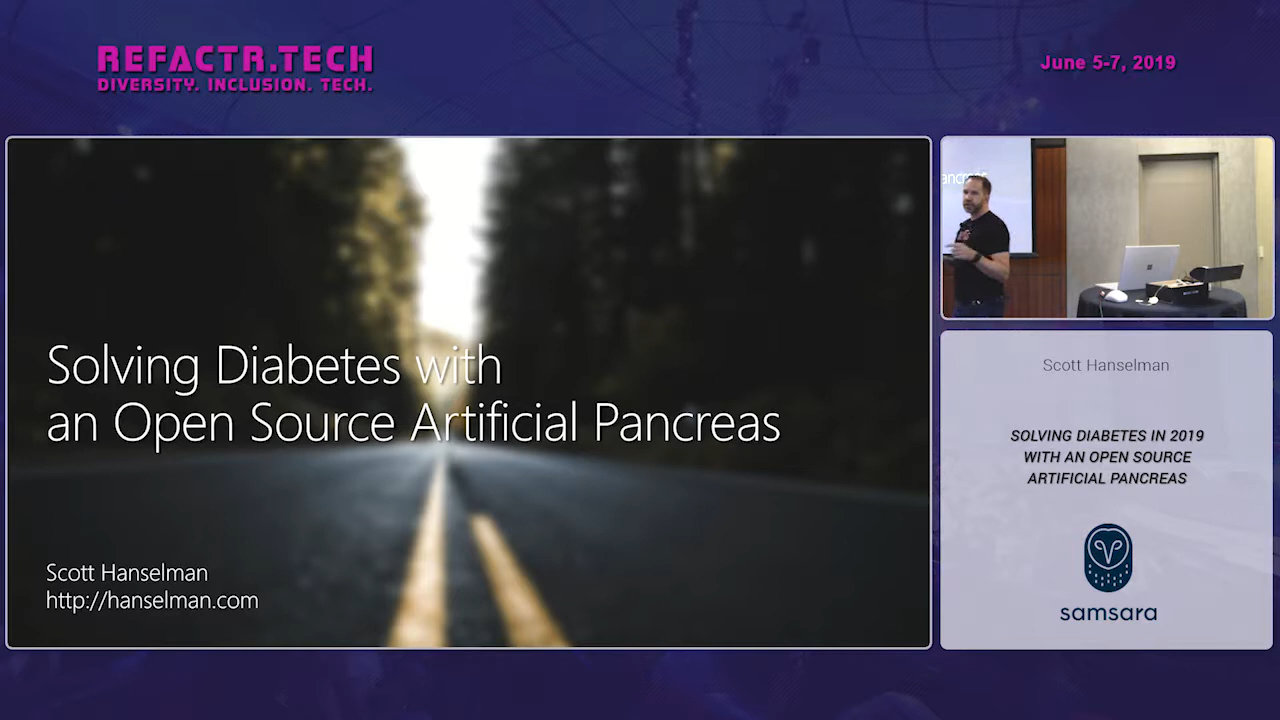 REFACTR.TECH
DIVERSITY. INCLUSION. TECH.
June 5-7, 2019
Solving Diabetes with
an Open Source Artificial Pancreas
Scott Hanselman
http://hanselman.com
ancreas
Scott Hanselman
SOLVING DIABETES IN 2019
WITH AN OPEN SOURCE
ARTIFICIAL PANCREAS
samsara